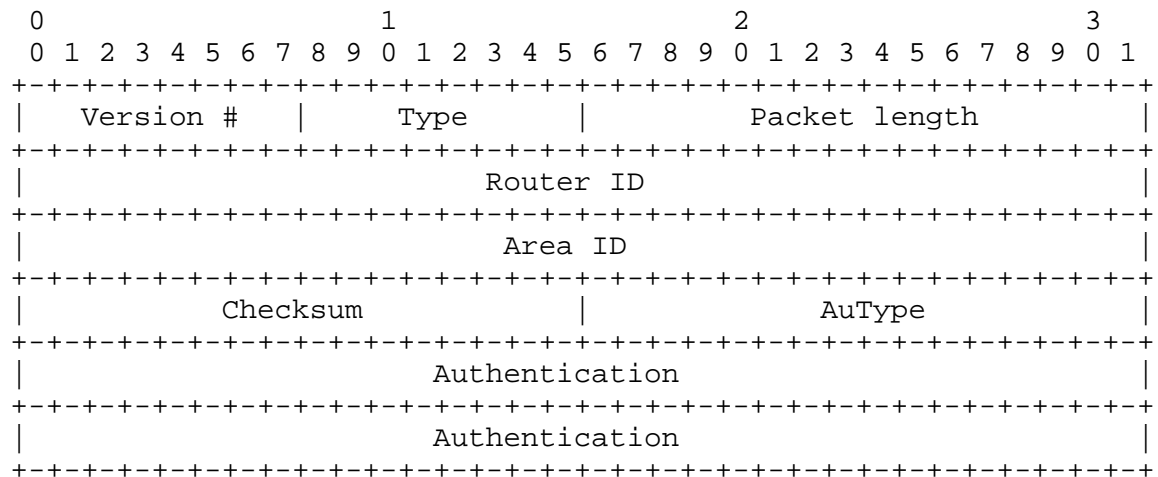 0                   1                   2                   3
 0 1 2 3 4 5 6 7 8 9 0 1 2 3 4 5 6 7 8 9 0 1 2 3 4 5 6 7 8 9 0 1
+-+-+-+-+-+-+-+-+-+-+-+-+-+-+-+-+-+-+-+-+-+-+-+-+-+-+-+-+-+-+-+-+
|   Version #   |     Type      |         Packet length         |
+-+-+-+-+-+-+-+-+-+-+-+-+-+-+-+-+-+-+-+-+-+-+-+-+-+-+-+-+-+-+-+-+
|                          Router ID                            |
+-+-+-+-+-+-+-+-+-+-+-+-+-+-+-+-+-+-+-+-+-+-+-+-+-+-+-+-+-+-+-+-+
|                           Area ID                             |
+-+-+-+-+-+-+-+-+-+-+-+-+-+-+-+-+-+-+-+-+-+-+-+-+-+-+-+-+-+-+-+-+
|           Checksum            |             AuType            |
+-+-+-+-+-+-+-+-+-+-+-+-+-+-+-+-+-+-+-+-+-+-+-+-+-+-+-+-+-+-+-+-+
|                       Authentication                          |
+-+-+-+-+-+-+-+-+-+-+-+-+-+-+-+-+-+-+-+-+-+-+-+-+-+-+-+-+-+-+-+-+
|                       Authentication                          |
+-+-+-+-+-+-+-+-+-+-+-+-+-+-+-+-+-+-+-+-+-+-+-+-+-+-+-+-+-+-+-+-+